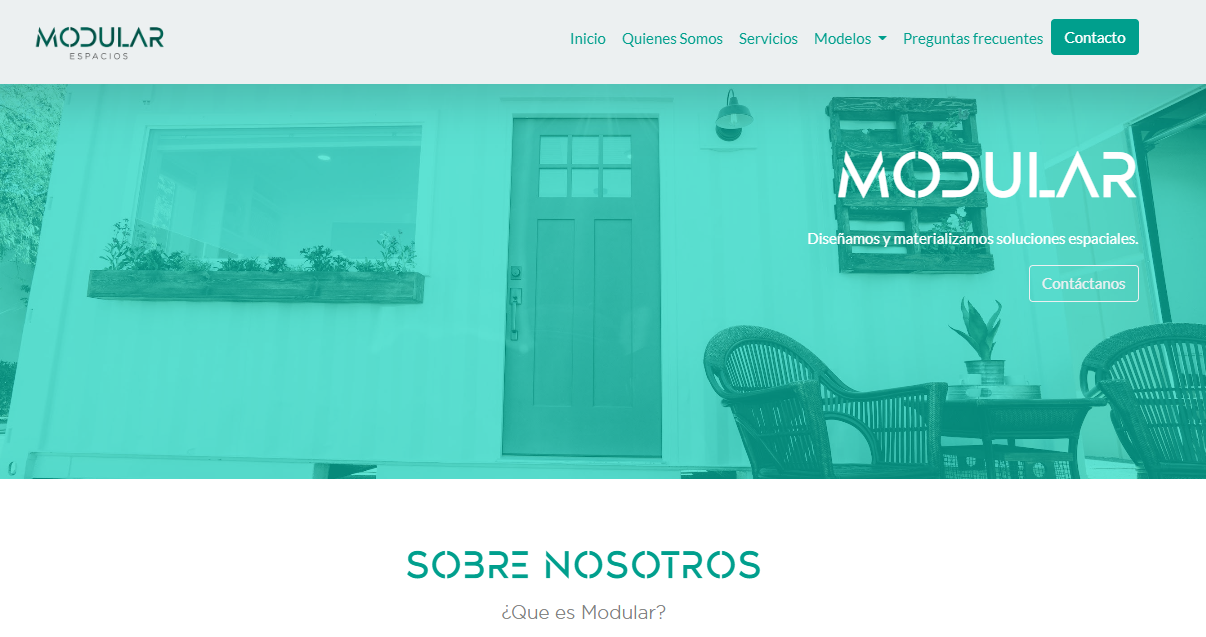 MODULAR
ESPACIOS
Inicio Quienes Somos Servicios Modelos Preguntas frecuentes Contacto
MODULAR
Diseñamos y materializamos soluciones espaciales.
Contáctanos
SOBRE NOSOTROS
¿Que es Modular?